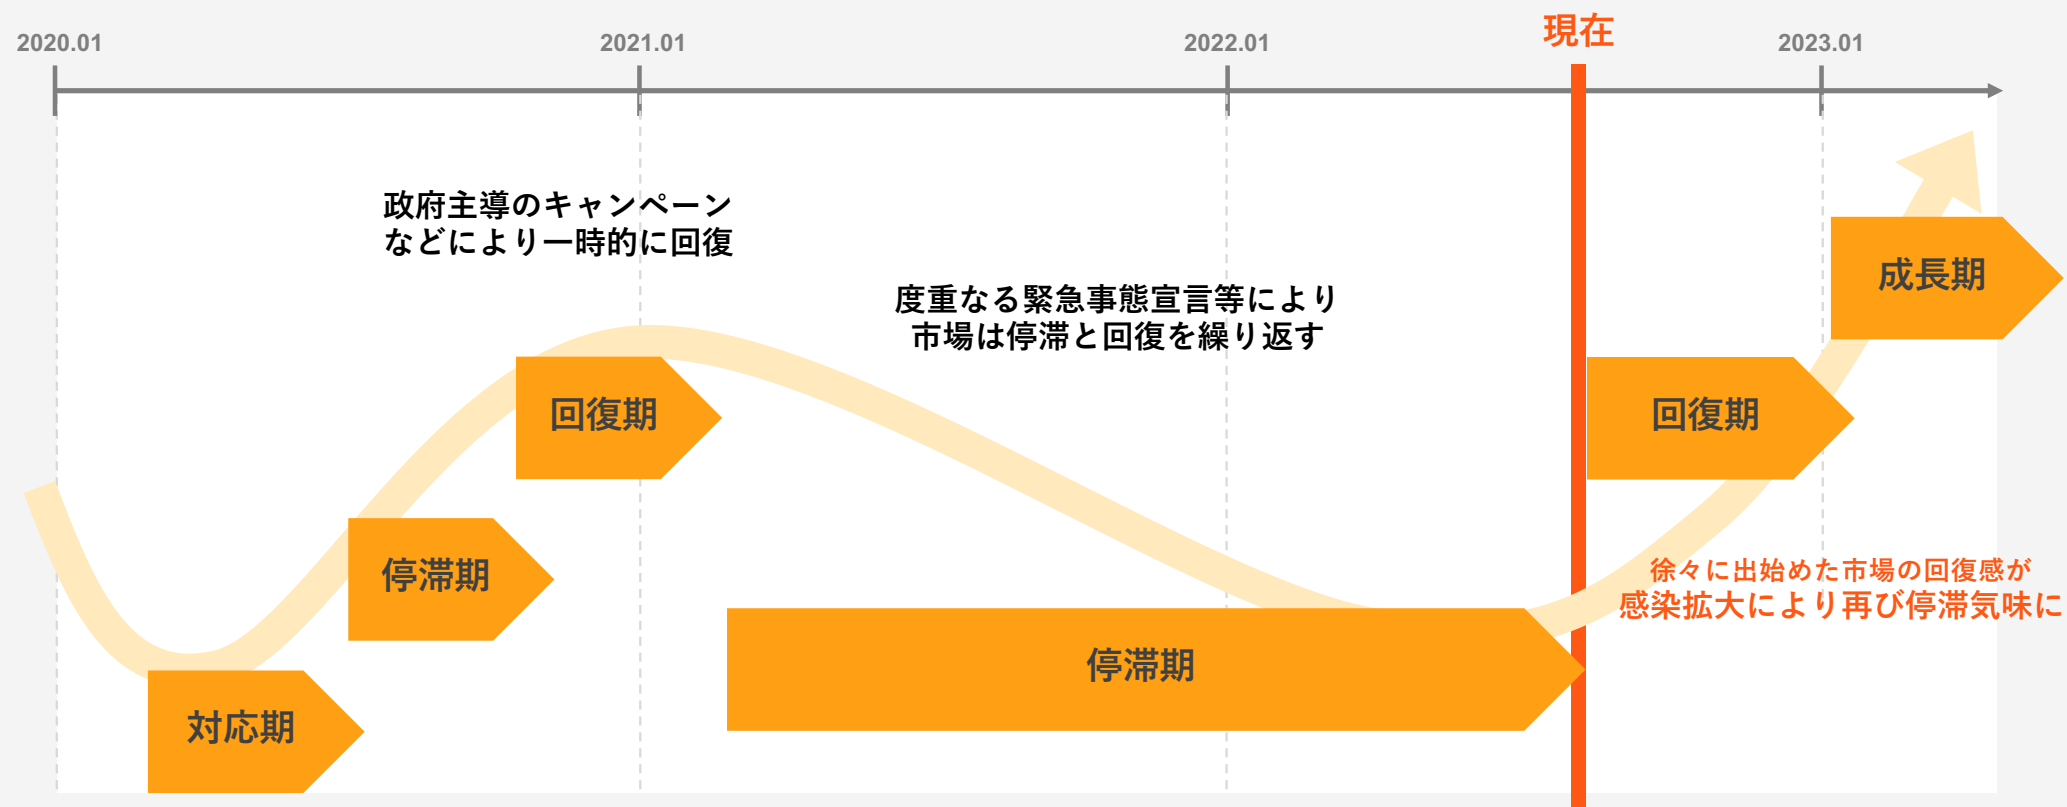 2020.01
2021.01
2022.01
現在
2023.01
政府主導のキャンペーン
などにより一時的に回復
度重なる緊急事態宣言等により
市場は停滞と回復を繰り返す
成長期
回復期
回復期
停滞期
徐々に出始めた市場の回復感が
感染拡大により再び停滞気味に
停滞期
対応期